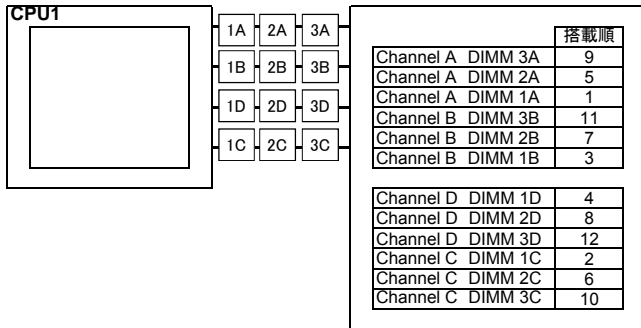 CPU1
1A 2A 3A
1B 2B 3B
1D 2D 3D
1C 2C 3C
搭載順
Channel A DIMM 3A 9
Channel A DIMM 2A 5
Channel A DIMM 1A 1
Channel B DIMM 3B 11
Channel B DIMM 2B 7
Channel B DIMM 1B 3
Channel D DIMM 1D 4
Channel D DIMM 2D 8
Channel D DIMM 3D 12
Channel C DIMM 1C 2
Channel C DIMM 2C 6
Channel C DIMM 3C 10